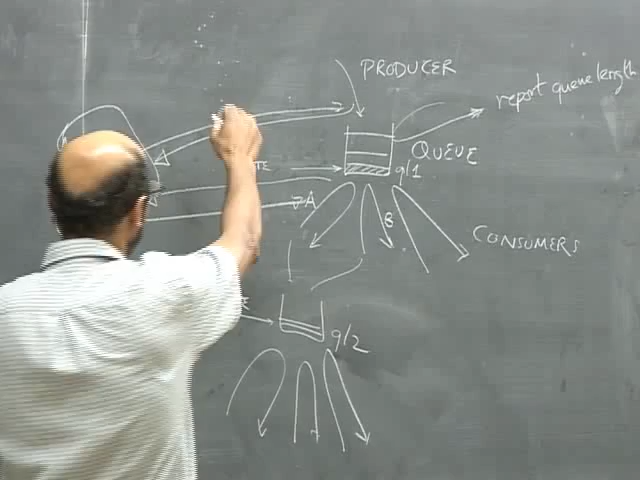 PRODUCER
report queue length
QUEUE
q/1
A
B
CONSUMERS
q/2